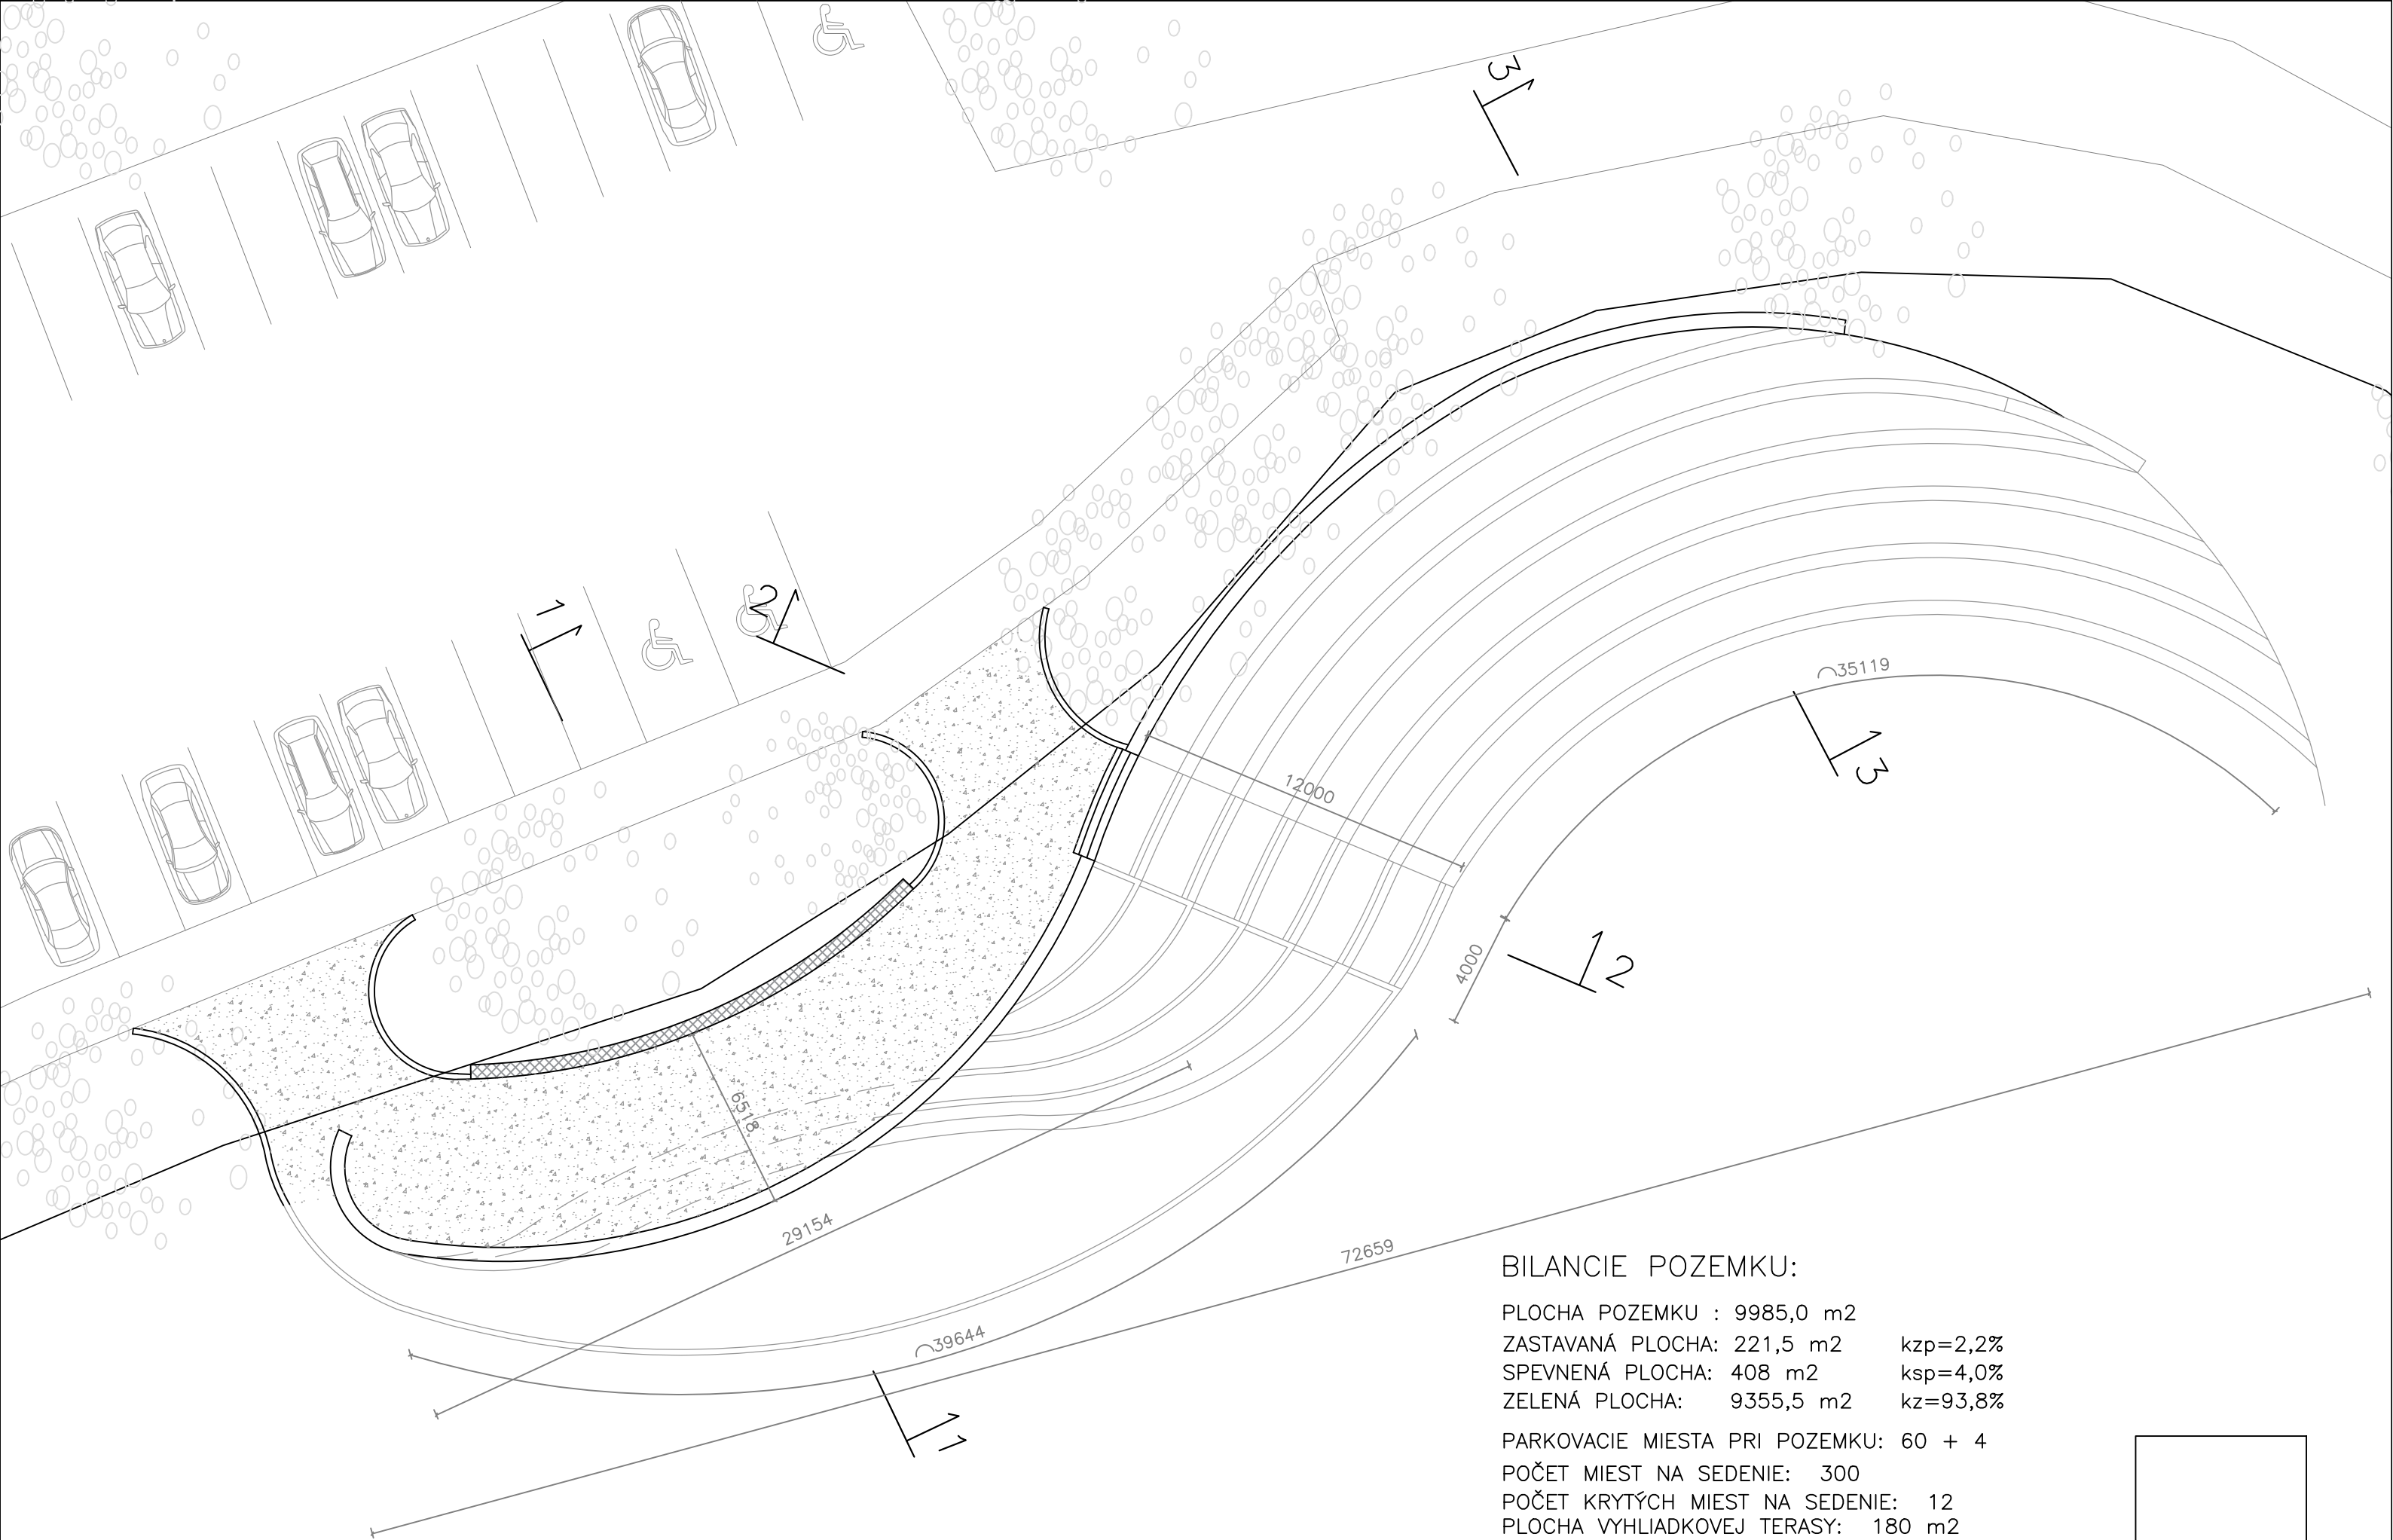 3
1
2
35119
12000
3
2
4000
6518
29154
72659
39644
1
BILANCIE POZEMKU:
PLOCHA POZEMKU : 9985,0 m2
ZASTAVANÁ PLOCHA: 221,5 m2 kzp=2,2%
SPEVNENÁ PLOCHA: 408 m2 ksp=4,0%
ZELENÁ PLOCHA: 9355,5 m2 kz=93,8%
PARKOVACIE MIESTA PRI POZEMKU: 60 + 4
POČET MIEST NA SEDENIE: 300
POČET KRYTÝCH MIEST NA SEDENIE: 12
PLOCHA VYHLIADKOVEJ TERASY: 180 m2